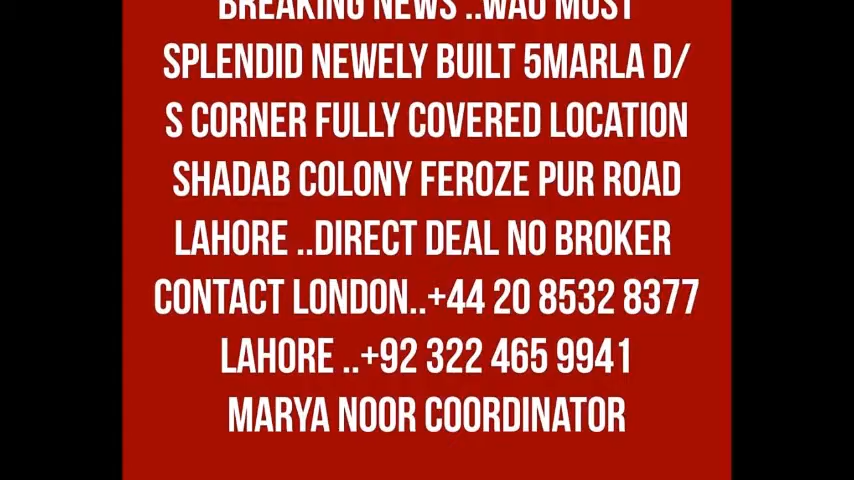 BREAKING NEWS ..WAO MOST
SPLENDID NEWELY BUILT 5MARLA D/
S CORNER FULLY COVERED LOCATION
SHADAB COLONY FEROZE PUR ROAD
LAHORE ..DIRECT DEAL NO BROKER
CONTACT LONDON..+44 20 8532 8377
LAHORE ..+92 322 465 9941
MARYA NOOR COORDINATOR